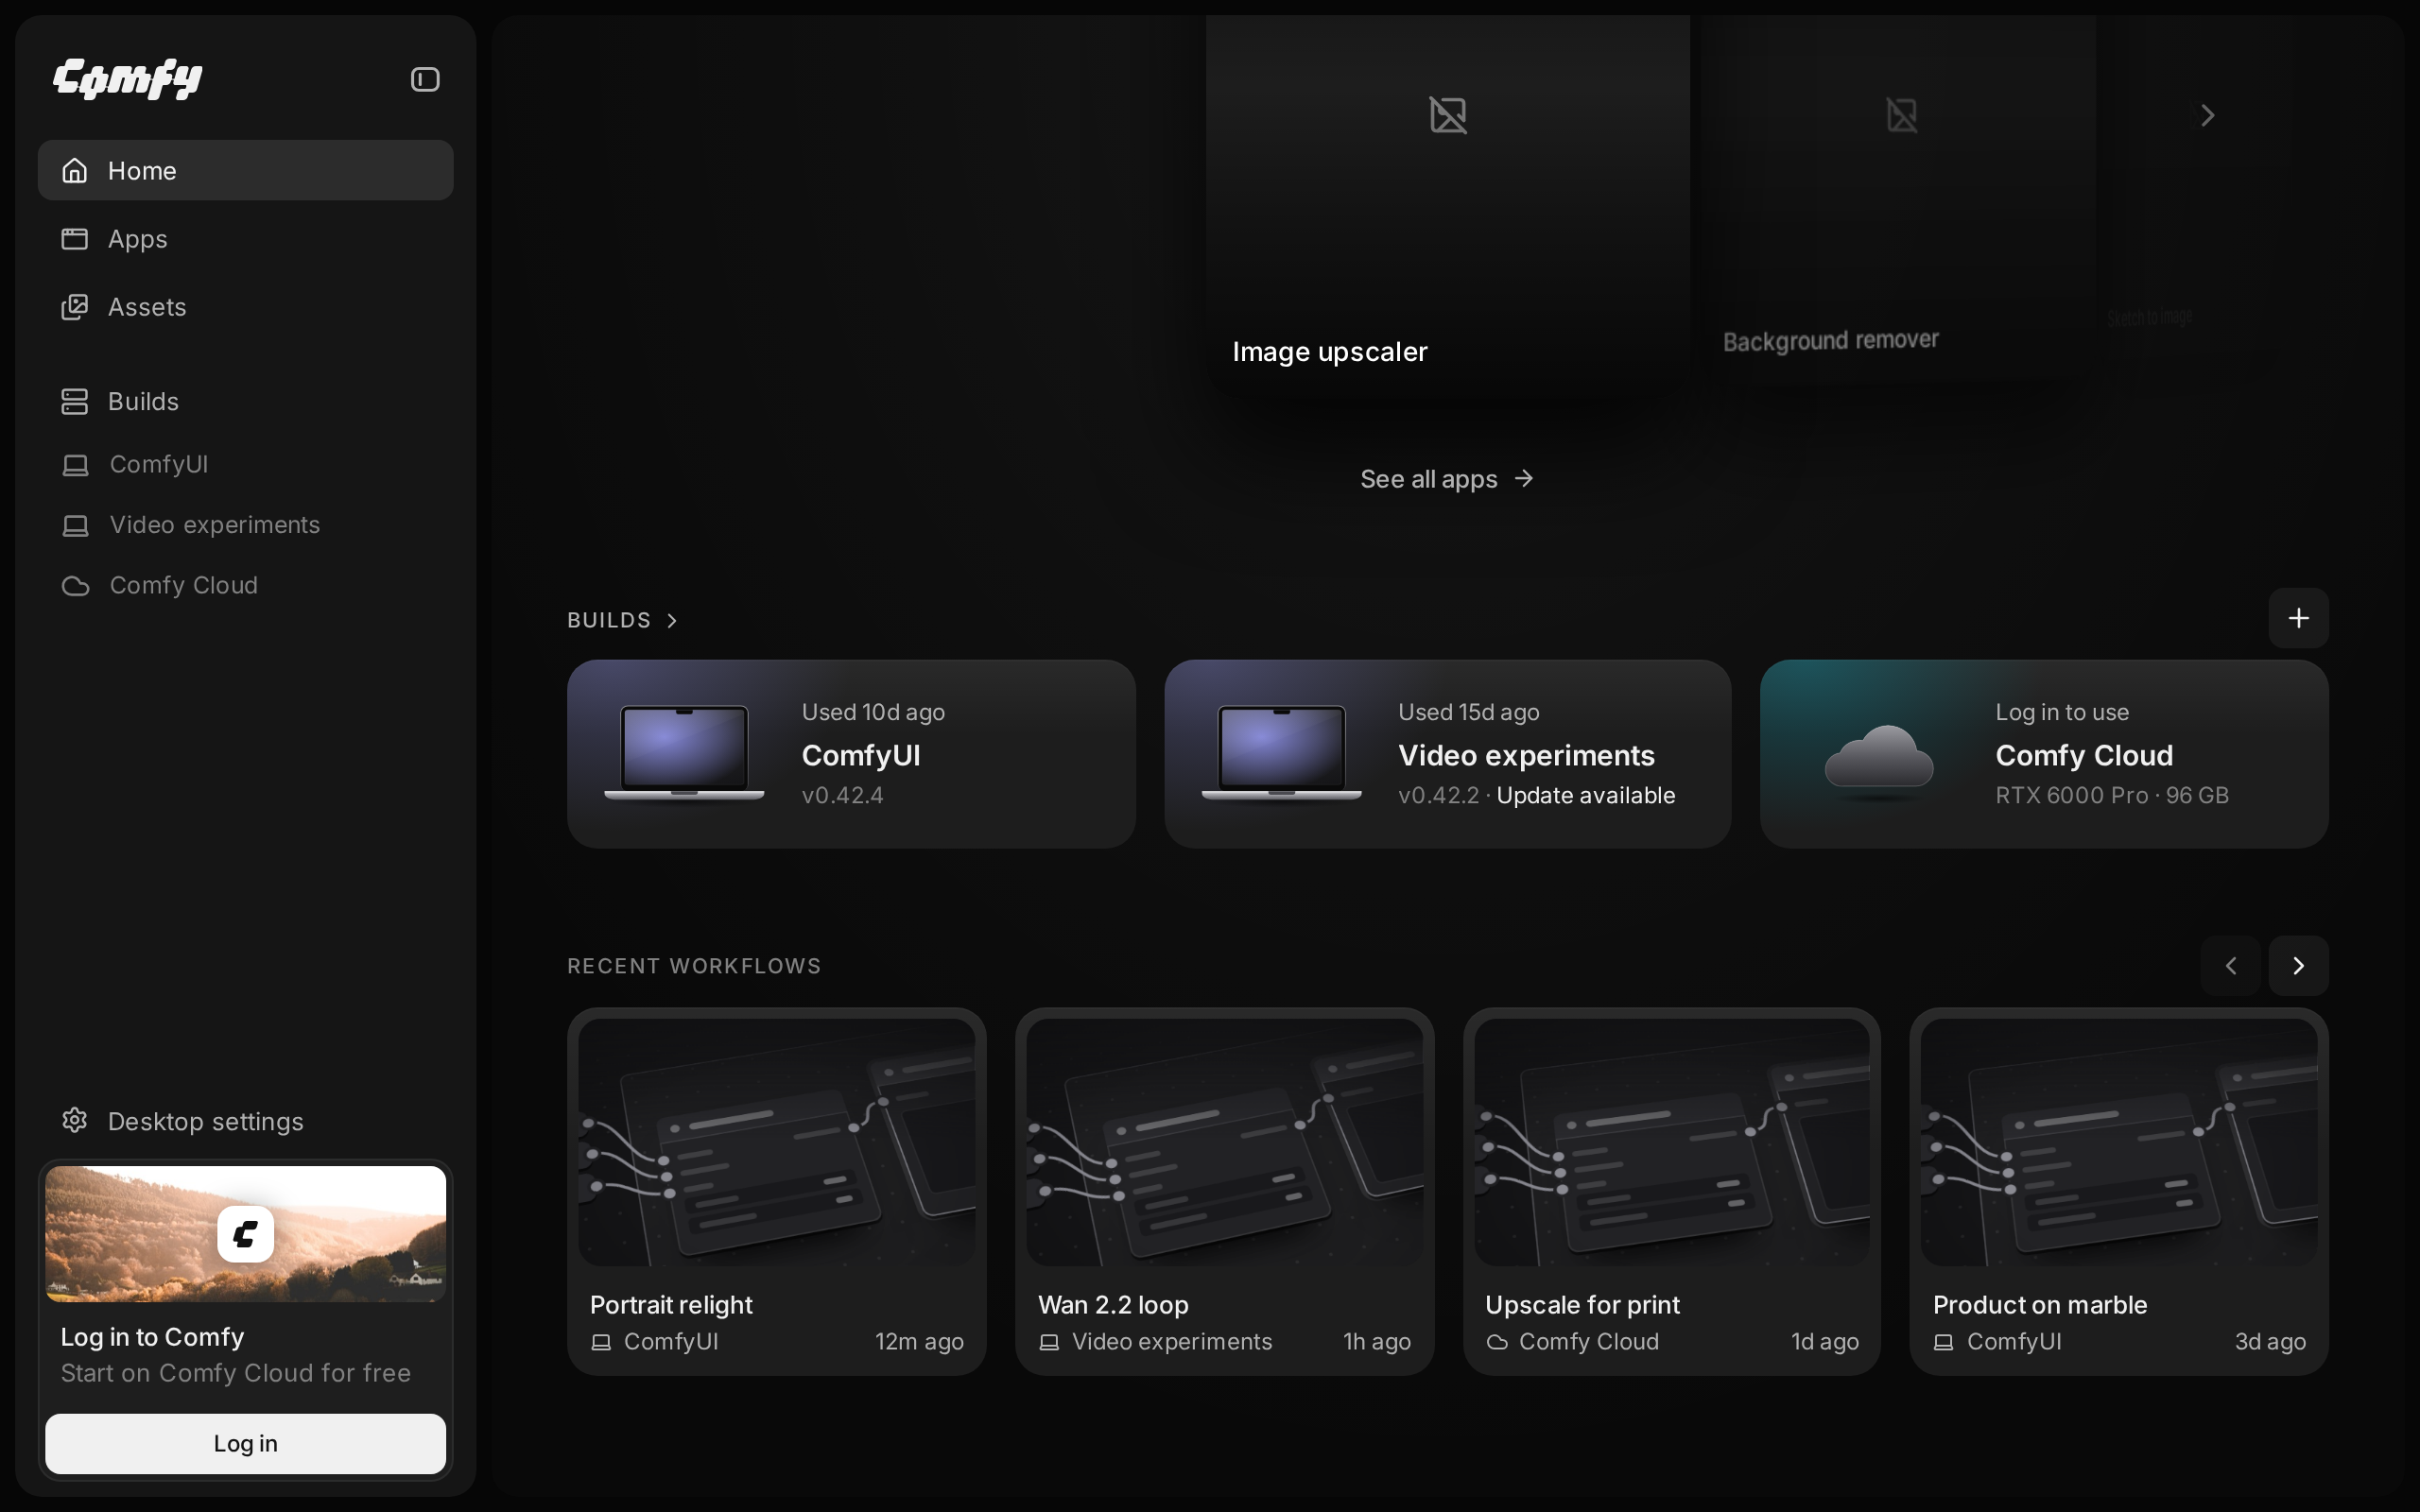 Comfy
Home
Apps
Assets
Builds
ComfyUI
Video experiments
Comfy Cloud
Desktop settings
Log in to Comfy
Start on Comfy Cloud for free
Log in
Image upscaler
Background remover
Sketch to image
See all apps
BUILDS
Used 10d ago
ComfyUI
v0.42.4
Used 15d ago
Video experiments
v0.42.2 · Update available
Log in to use
Comfy Cloud
RTX 6000 Pro · 96 GB
RECENT WORKFLOWS
Portrait relight
ComfyUI 12m ago
Wan 2.2 loop
Video experiments 1h ago
Upscale for print
Comfy Cloud 1d ago
Product on marble
ComfyUI 3d ago